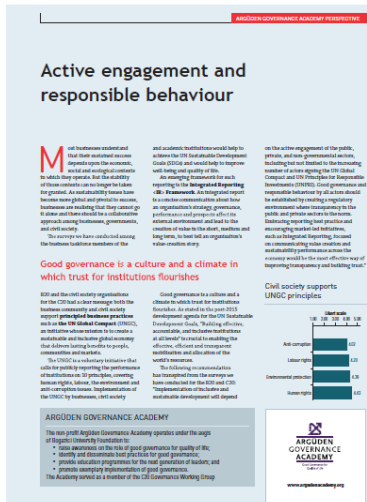 ARGÜDEN GOVERNANCE ACADEMY PERSPECTIVE
Active engagement and
responsible behaviour
Most businesses understand
that their sustained success
depends upon the economic,
social and ecological contexts
in which they operate. But the stability
of those contexts can no longer be taken
for granted. As sustainability issues have
become more global and pivotal to success,
businesses are realizing that they cannot go
it alone and there should be a collaborative
approach among businesses, governments,
and civil society.
The surveys we have conducted among
the business taskforce members of the
Good governance is a culture and a climate in
which trust for institutions flourishes
B20 and the civil society organisations
for the C20 had a clear message: both the
business community and civil society
support principled business practices
such as the UN Global Compact (UNGC),
an initiative whose mission is to create a
sustainable and inclusive global economy
that delivers lasting benefits to people,
communities and markets.
The UNGC is a voluntary initiative that
calls for publicly reporting the performance
of institutions on 10 principles, covering
human rights, labour, the environment and
anti-corruption issues. Implementation of
the UNGC by businesses, civil society
and academic institutions would help to
achieve the UN Sustainable Development
Goals (SDGs) and would help to improve
well-being and quality of life.
An emerging framework for such
reporting is the Integrated Reporting
<IR> Framework. An integrated report
is a concise communication about how
an organisation's strategy, governance,
performance and prospects affect its
external environment and lead to the
creation of value in the short, medium and
long term, to best tell an organisation's
value creation story.
Good governance is a culture and a
climate in which trust for institutions
flourishes. As stated in the post-2015
development agenda for the UN Sustainable
Development Goals, "Building effective,
accountable, and inclusive institutions
at all levels" is crucial to enabling the
effective, efficient and transparent
mobilisation and allocation of the
world's resources.
The following recommendation
has transpired from the surveys we
have conducted for the B20 and C20:
"Implementation of inclusive and
sustainable development will depend
on the active engagement of the public,
private, and non-governmental sectors,
including but not limited to the increasing
number of actors signing the UN Global
Compact and UN Principles for Responsible
Investments (UNPRI). Good governance and
responsible behaviour by all actors should
be established by creating a regulatory
environment where transparency in the
public and private sectors is the norm.
Embracing reporting best practice and
encouraging market-led initiatives,
such as Integrated Reporting, focused
on communicating value creation and
sustainability performance across the
economy would be the most effective way of
improving transparency and building trust."
Civil society supports
UNGC principles
Likert scale
1.00 2.00 3.00 4.00 5.00
Anti-corruption
Labour rights
Environmental protection
Human rights
ARGÜDEN GOVERNANCE ACADEMY
The non-profit Argüden Governance Academy operates under the aegis
of Bogazici University Foundation to:
• raise awareness on the role of good governance for quality of life;
• identify and disseminate best practices for good governance;
• provide education programmes for the next generation of leaders; and
• promote exemplary implementation of good governance.
The Academy served as a member of the C20 Governance Working Group
ARGÜDEN
GOVERNANCE
ACADEMY
Good Governance for
Quality of Life
www.argudenacademy.org